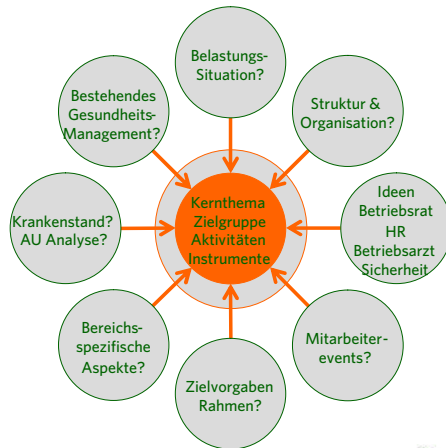 Belastungs-
Situation?
Bestehendes
Gesundheits-
Management?
Struktur &
Organisation?
Krankenstand?
AU Analyse?
Kernthema
Zielgruppe
Aktivitäten
Instrumente
Ideen
Betriebsrat
HR
Betriebsarzt
Sicherheit
Bereichs-
spezifische
Aspekte?
Mitarbeiter-
events?
Zielvorgaben
Rahmen?